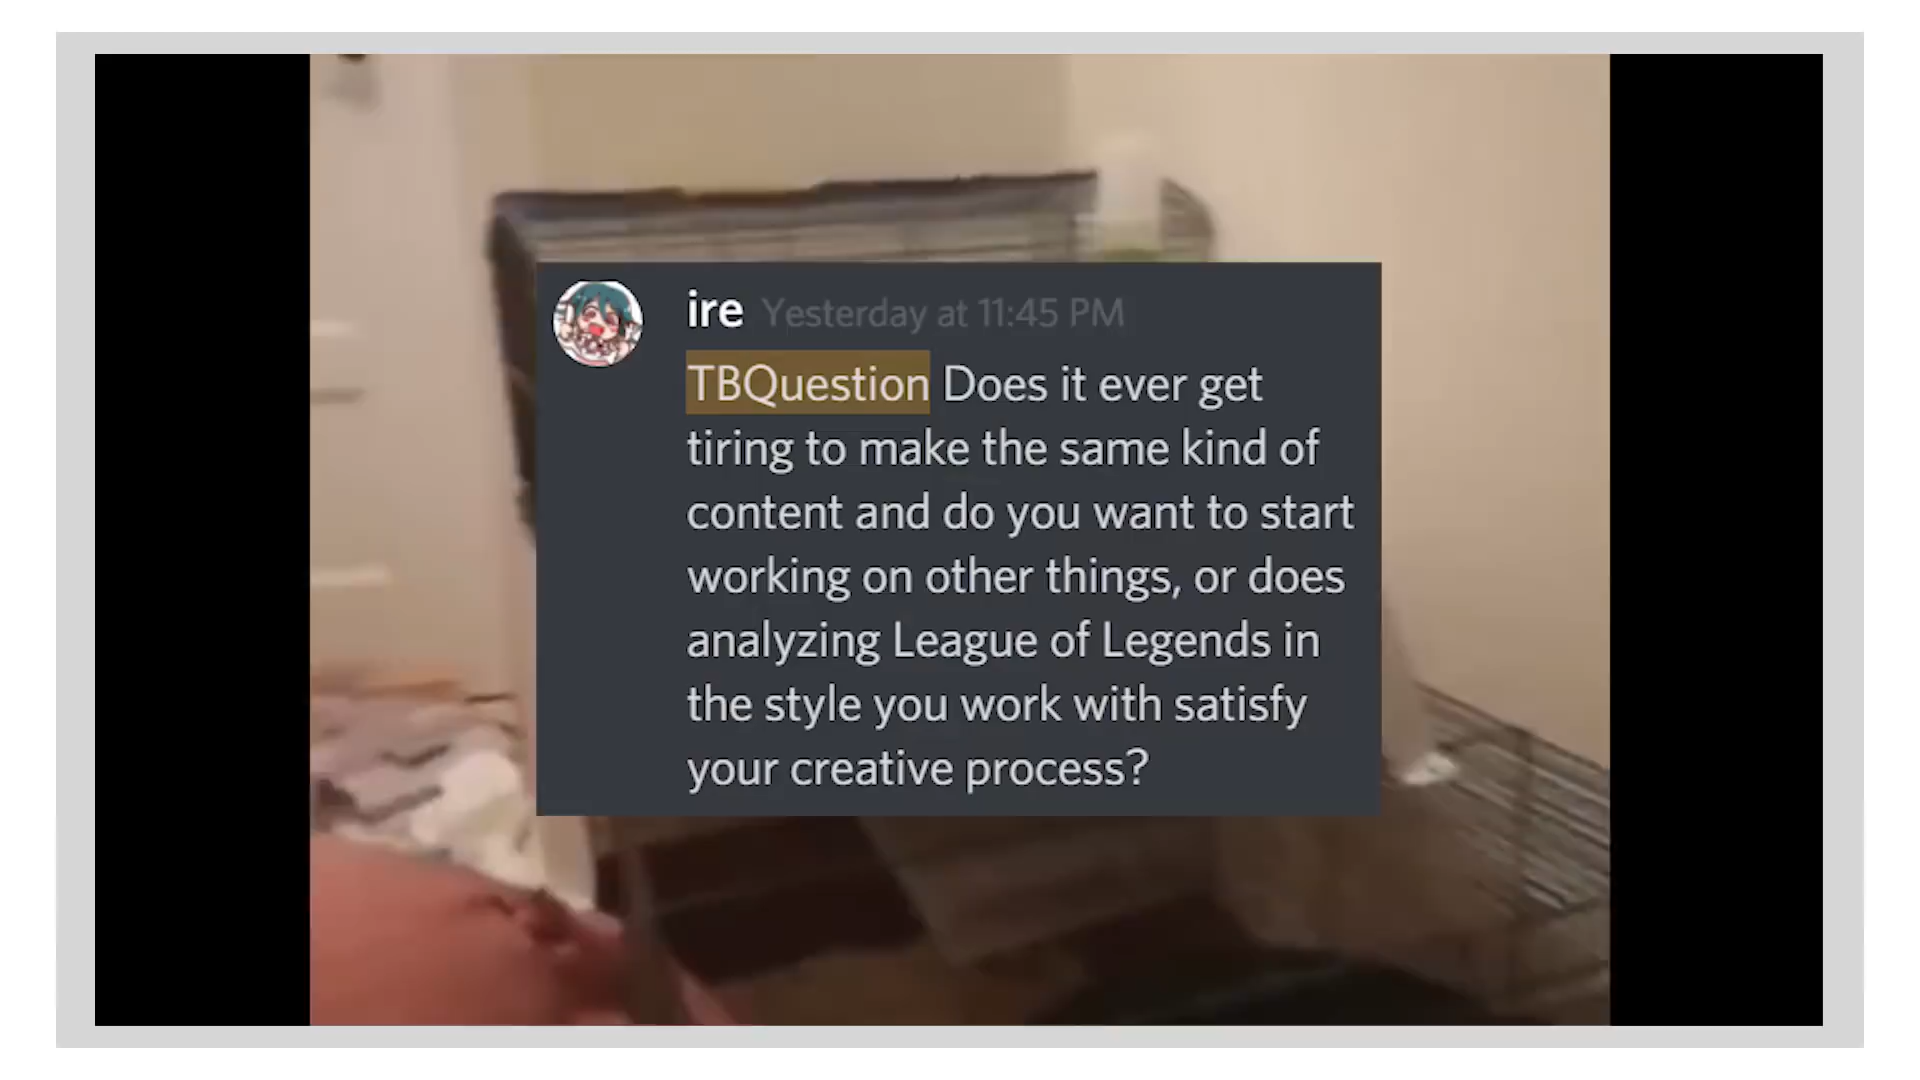 ire Yesterday at 11:45 PM
TBQuestion Does it ever get
tiring to make the same kind of
content and do you want to start
working on other things, or does
analyzing League of Legends in
the style you work with satisfy
your creative process?